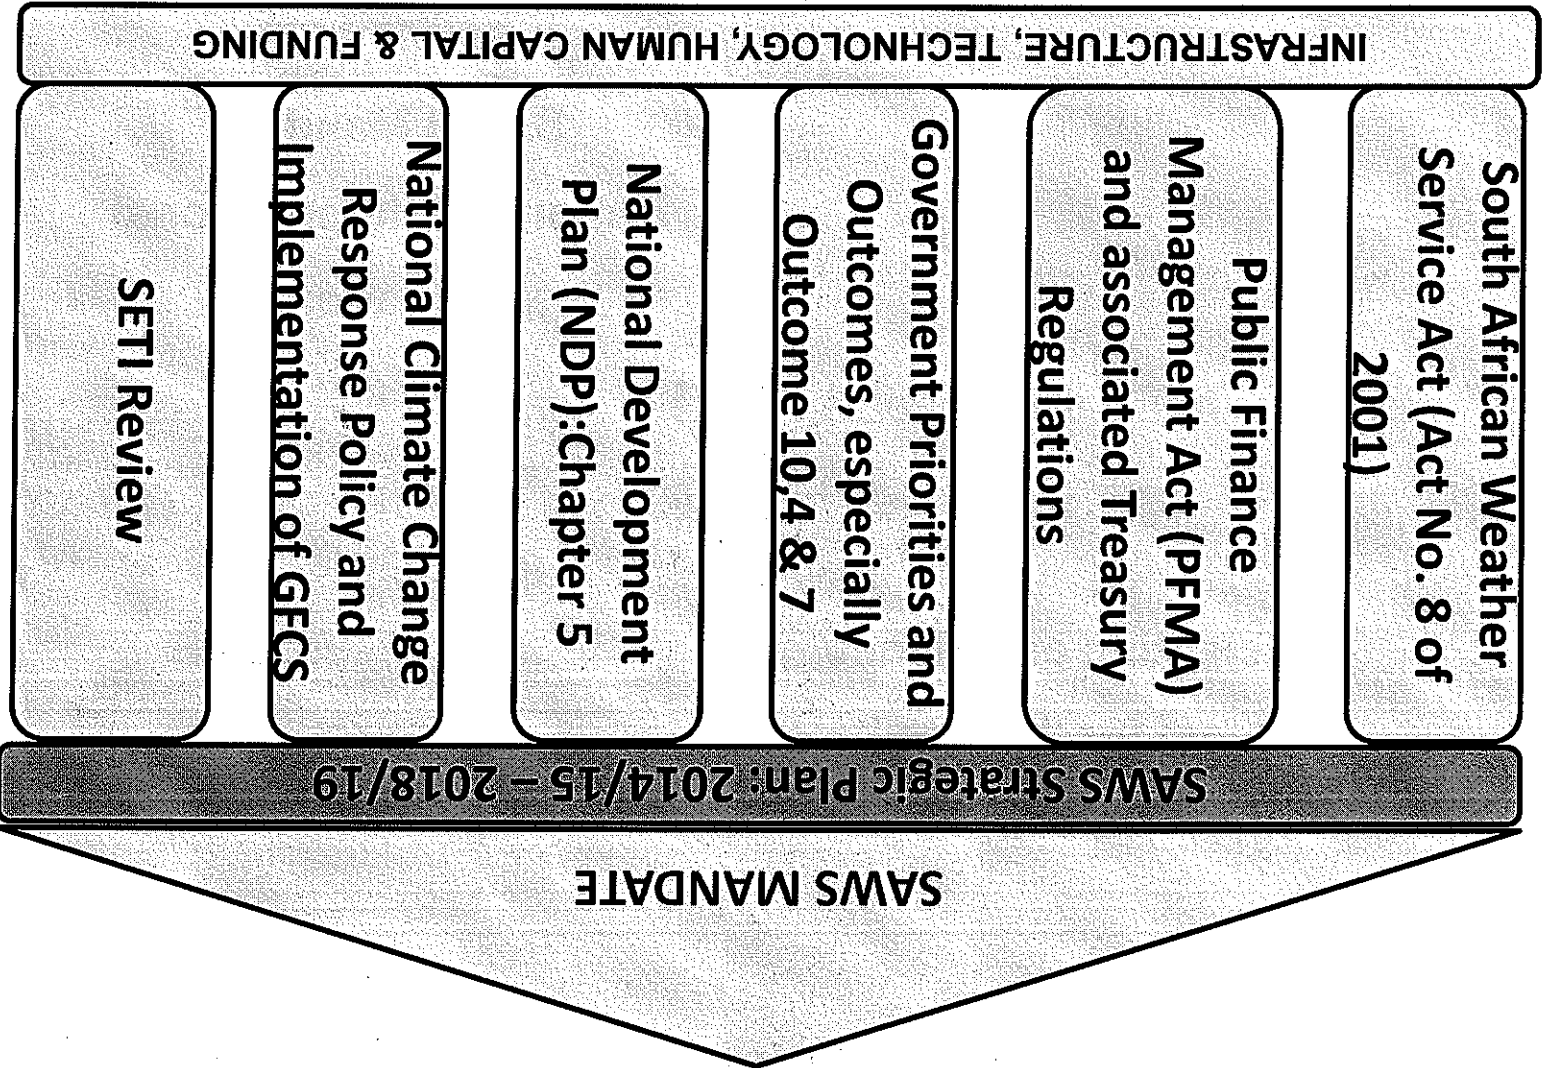 SAWS MANDATE
SAWS Strategic Plan: 2014/15 – 2018/19
South African Weather
Service Act (Act No. 8 of
2001)
Public Finance
Management Act (PFMA)
and associated Treasury
Regulations
Government Priorities and
Outcomes, especially
Outcome 10,4 & 7
National Development
Plan (NDP):Chapter 5
National Climate Change
Response Policy and
Implementation of GFCS
SETI Review
INFRASTRUCTURE, TECHNOLOGY, HUMAN CAPITAL & FUNDING